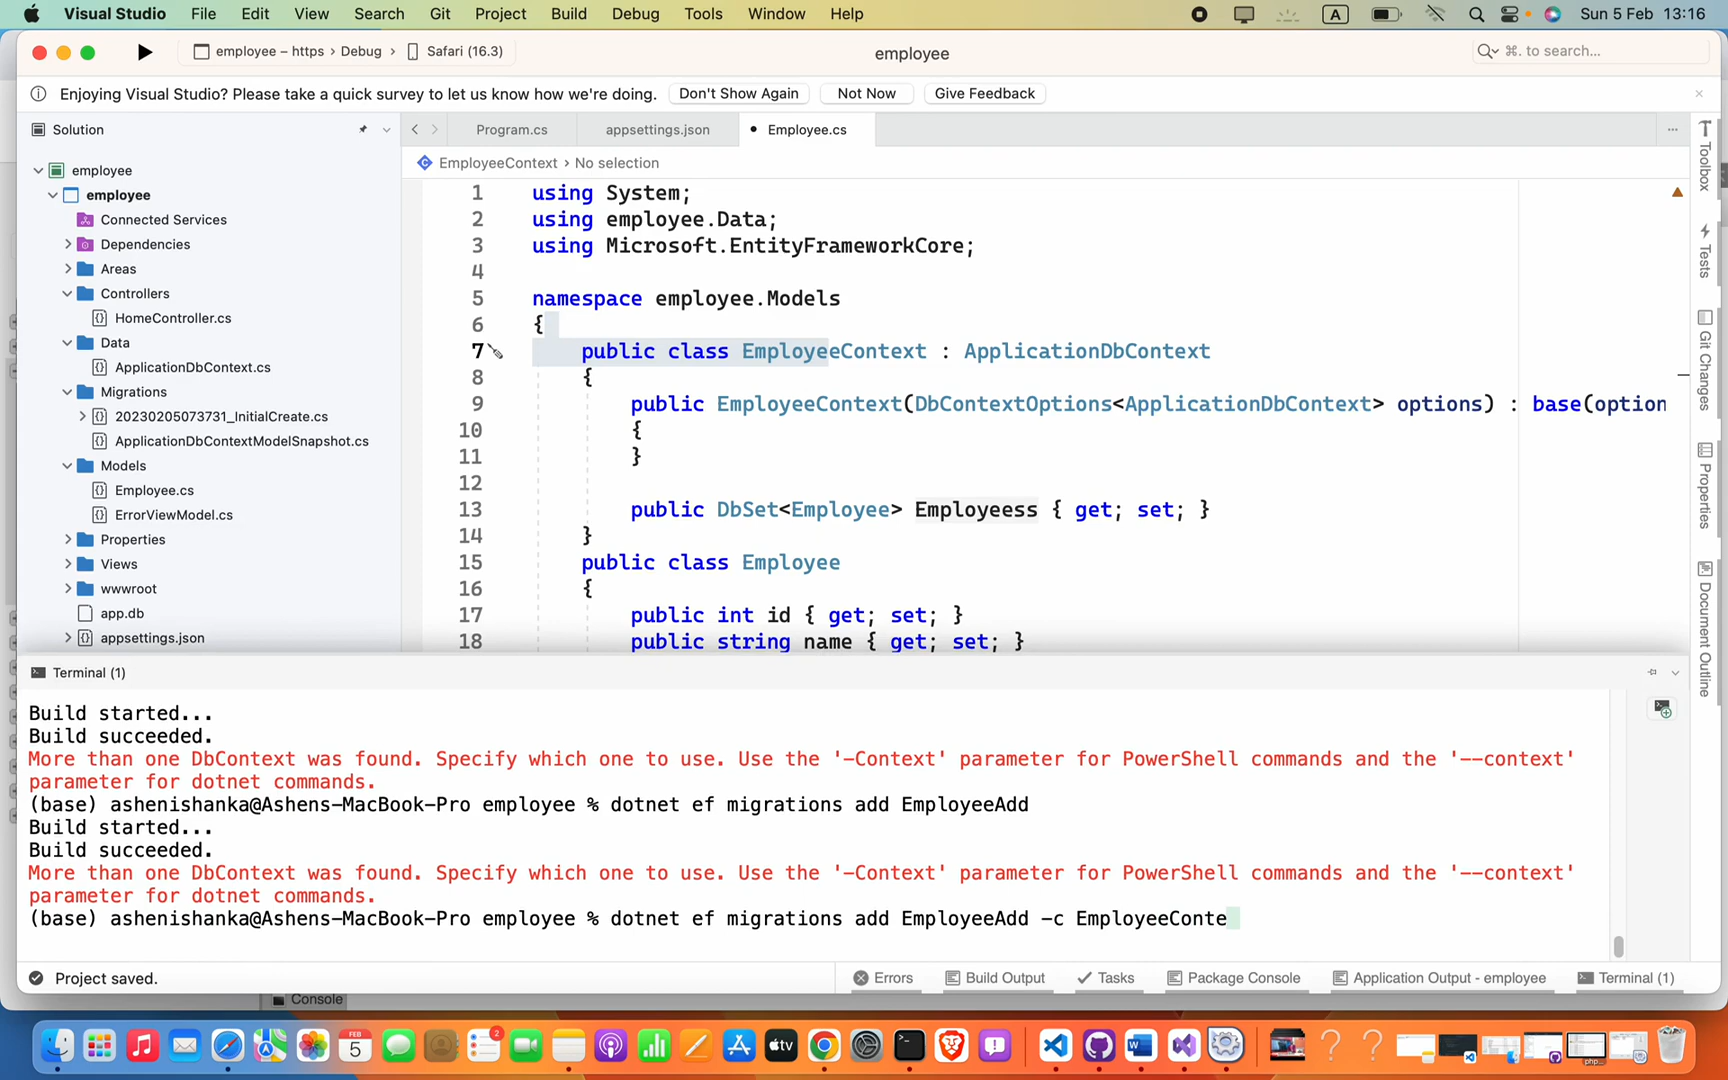 Visual Studio File Edit View Search Git Project Build Debug Tools Window Help A Sun 5 Feb 13:16
employee – https › Debug › Safari (16.3) employee ⌘. to search...
Enjoying Visual Studio? Please take a quick survey to let us know how we're doing. Don't Show Again Not Now Give Feedback
Solution
Program.cs appsettings.json Employee.cs
EmployeeContext › No selection
employee
employee
Connected Services
Dependencies
Areas
Controllers
HomeController.cs
Data
ApplicationDbContext.cs
Migrations
20230205073731_InitialCreate.cs
ApplicationDbContextModelSnapshot.cs
Models
Employee.cs
ErrorViewModel.cs
Properties
Views
wwwroot
app.db
appsettings.json
1 using System;
2 using employee.Data;
3 using Microsoft.EntityFrameworkCore;
4
5 namespace employee.Models
6 {
7 public class EmployeeContext : ApplicationDbContext
8 {
9 public EmployeeContext(DbContextOptions<ApplicationDbContext> options) : base(option
10 {
11 }
12
13 public DbSet<Employee> Employeess { get; set; }
14 }
15 public class Employee
16 {
17 public int id { get; set; }
18 public string name { get; set; }
Toolbox
Tests
Git Changes
Properties
Document Outline
Terminal (1)
Build started...
Build succeeded.
More than one DbContext was found. Specify which one to use. Use the '-Context' parameter for PowerShell commands and the '--context'
parameter for dotnet commands.
(base) ashenishanka@Ashens-MacBook-Pro employee % dotnet ef migrations add EmployeeAdd
Build started...
Build succeeded.
More than one DbContext was found. Specify which one to use. Use the '-Context' parameter for PowerShell commands and the '--context'
parameter for dotnet commands.
(base) ashenishanka@Ashens-MacBook-Pro employee % dotnet ef migrations add EmployeeAdd -c EmployeeConte
Project saved. Errors Build Output Tasks Package Console Application Output - employee Terminal (1)
Console
FEB
5
2
tv